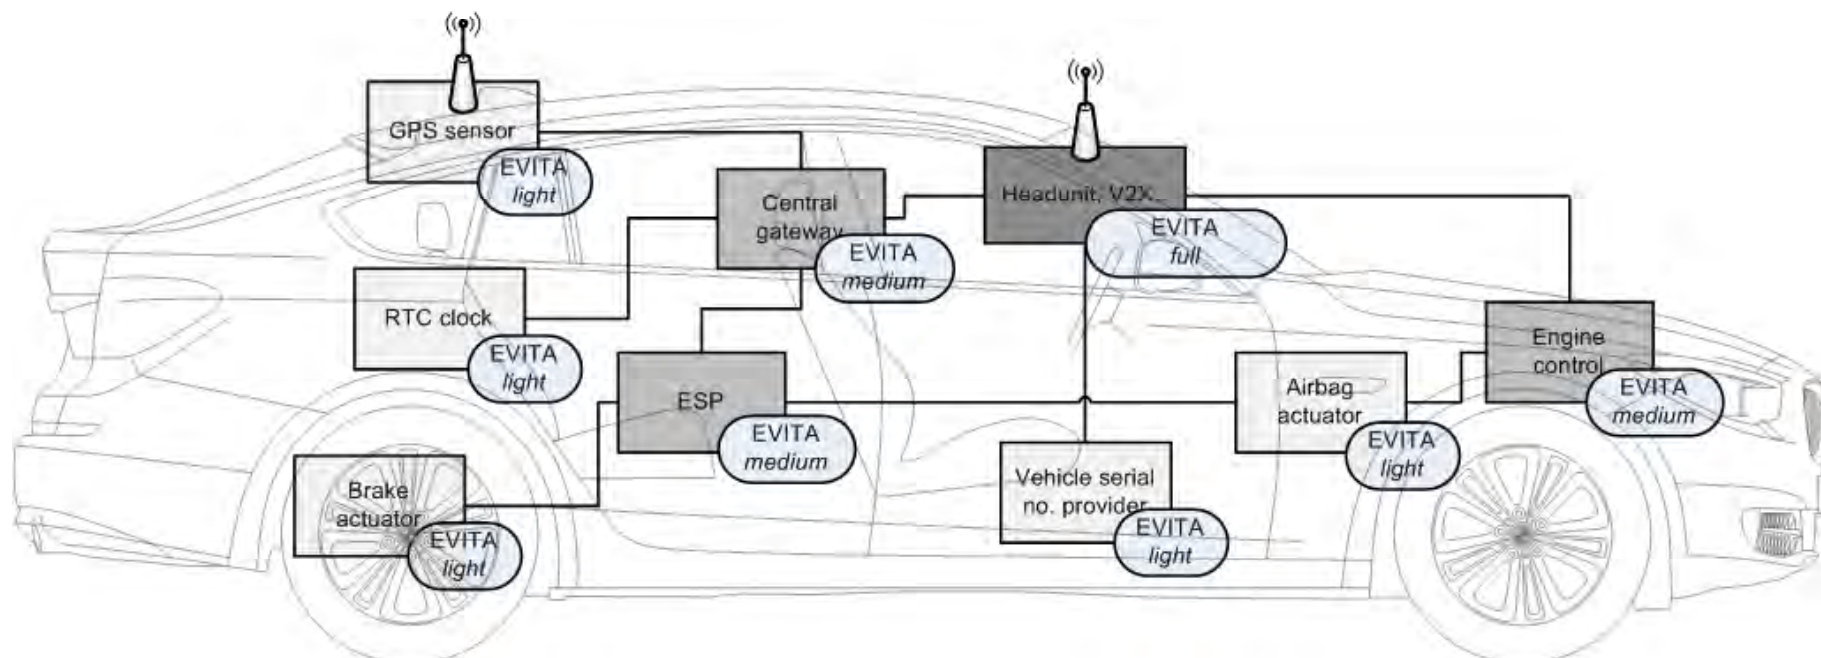 GPS sensor
EVITA
light
Central
gateway
EVITA
medium
Headunit, V2X
EVITA
full
RTC clock
EVITA
light
ESP
EVITA
medium
Airbag
actuator
EVITA
light
Engine
control
EVITA
medium
Brake
actuator
EVITA
light
Vehicle serial
no. provider
EVITA
light